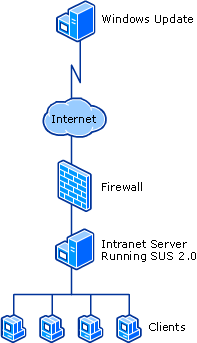 Windows Update
Internet
Firewall
Intranet Server
Running SUS 2.0
Clients